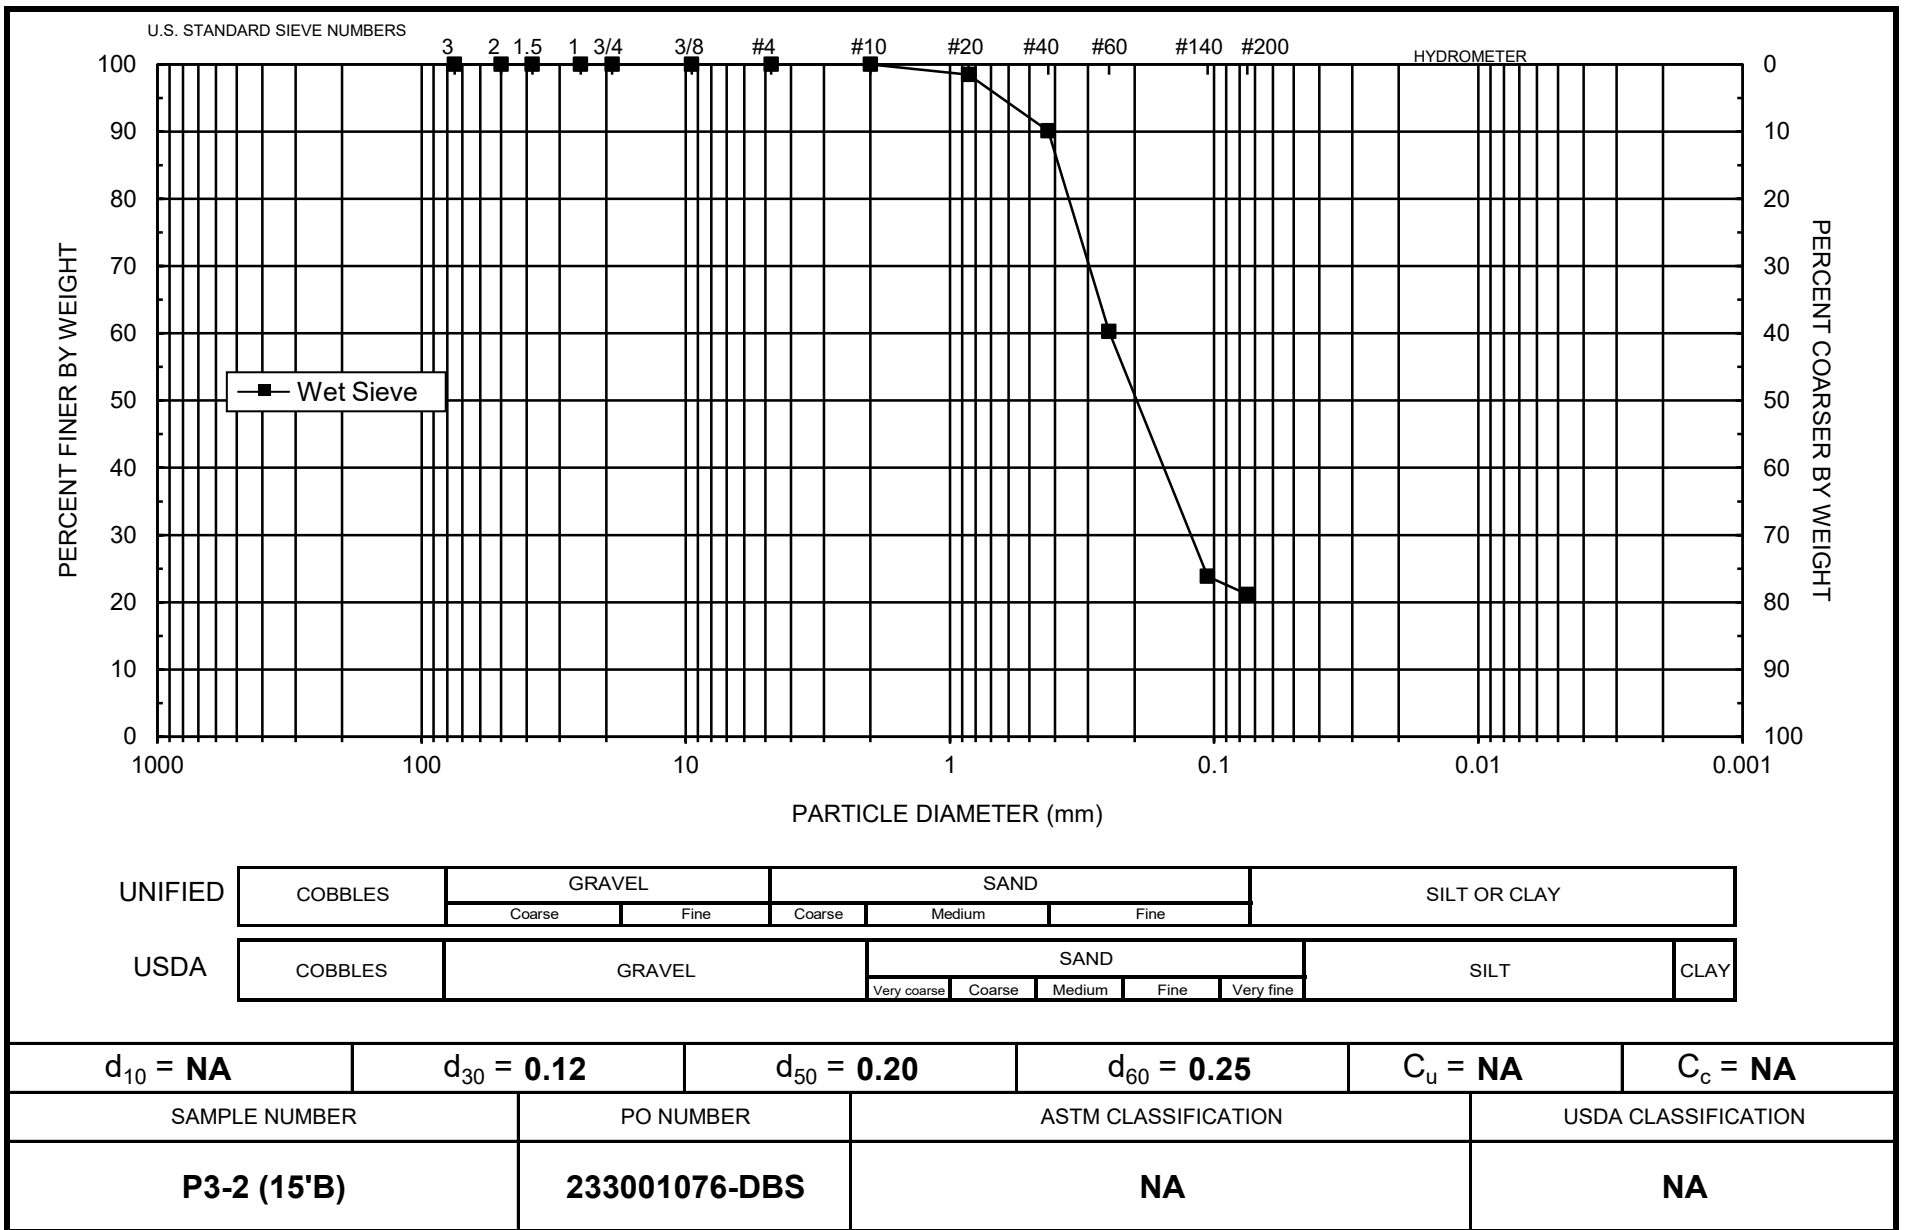 U.S. STANDARD SIEVE NUMBERS
3 2 1.5 1 3/4 3/8 #4 #10 #20 #40 #60 #140 #200
HYDROMETER
100 0
90 10
80 20
70 30
60 40
50 50
40 60
30 70
20 80
10 90
0 100
PERCENT FINER BY WEIGHT
PERCENT COARSER BY WEIGHT
Wet Sieve
1000 100 10 1 0.1 0.01 0.001
PARTICLE DIAMETER (mm)
UNIFIED
COBBLES GRAVEL SAND SILT OR CLAY
Coarse Fine Coarse Medium Fine
USDA
COBBLES GRAVEL SAND SILT CLAY
Very coarse Coarse Medium Fine Very fine
d10 = NA d30 = 0.12 d50 = 0.20 d60 = 0.25 Cu = NA Cc = NA
SAMPLE NUMBER PO NUMBER ASTM CLASSIFICATION USDA CLASSIFICATION
P3-2 (15'B) 233001076-DBS NA NA